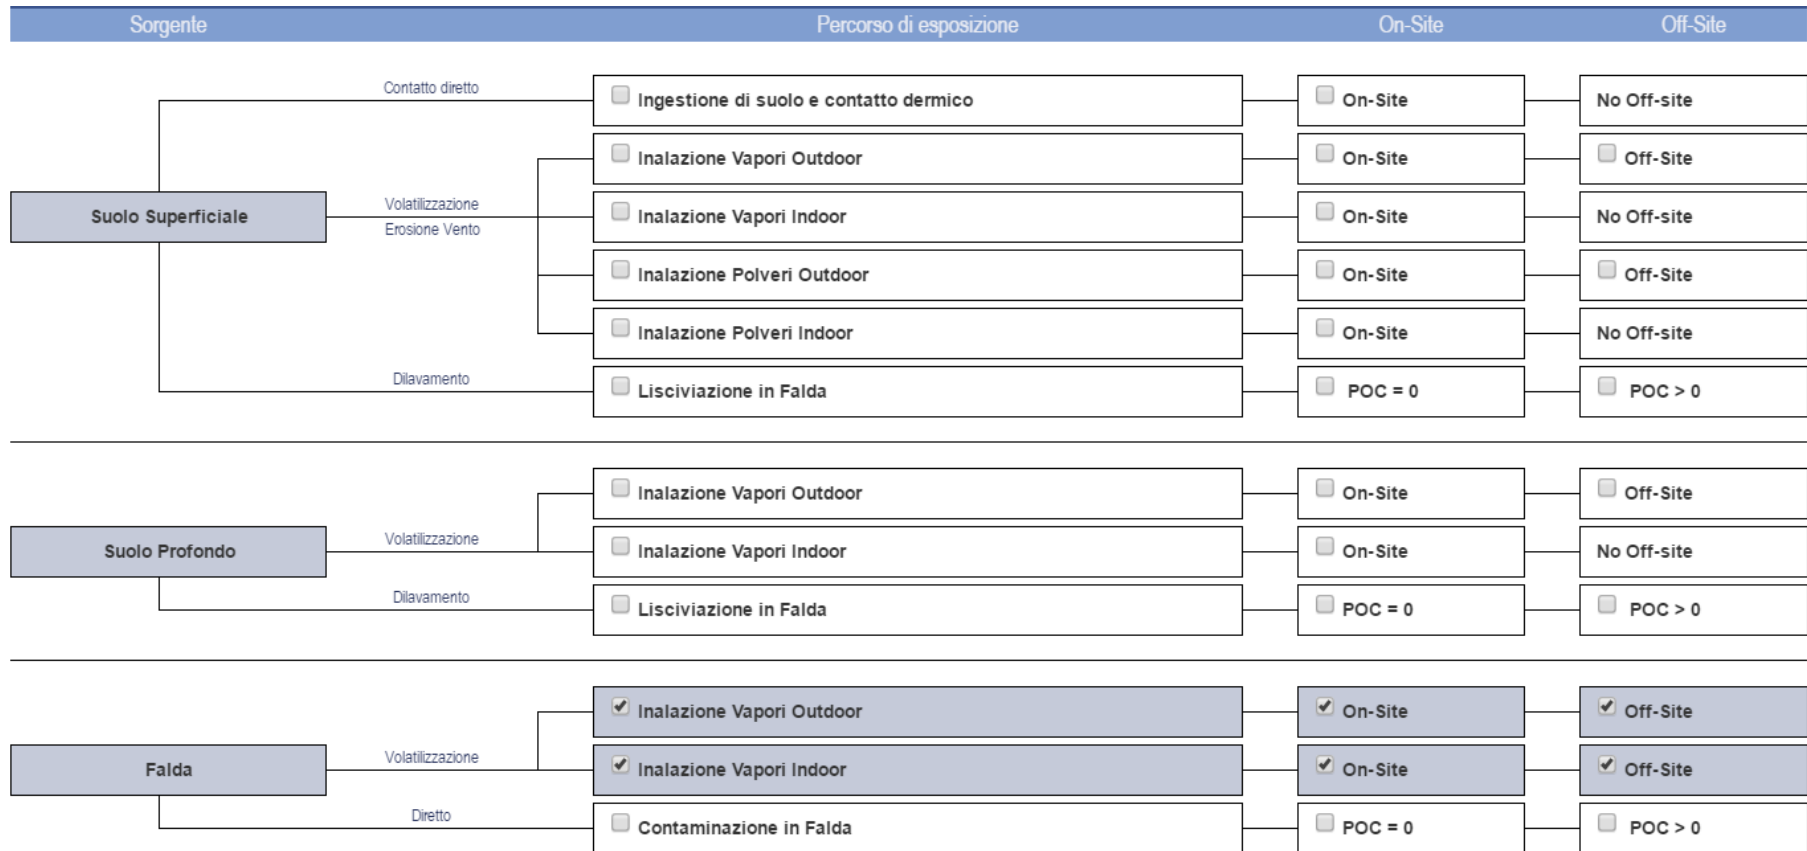 Sorgente Percorso di esposizione On-Site Off-Site
Contatto diretto
Ingestione di suolo e contatto dermico On-Site No Off-site
Inalazione Vapori Outdoor On-Site Off-Site
Suolo Superficiale
Volatilizzazione
Erosione Vento
Inalazione Vapori Indoor On-Site No Off-site
Inalazione Polveri Outdoor On-Site Off-Site
Inalazione Polveri Indoor On-Site No Off-site
Dilavamento
Lisciviazione in Falda POC = 0 POC > 0
Inalazione Vapori Outdoor On-Site Off-Site
Suolo Profondo
Volatilizzazione
Inalazione Vapori Indoor On-Site No Off-site
Dilavamento
Lisciviazione in Falda POC = 0 POC > 0
Inalazione Vapori Outdoor On-Site Off-Site
Falda
Volatilizzazione
Inalazione Vapori Indoor On-Site Off-Site
Diretto
Contaminazione in Falda POC = 0 POC > 0